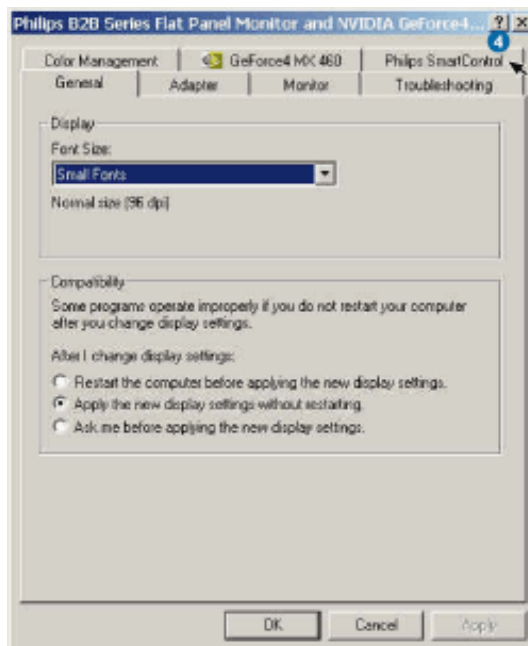 Philips B2B Series Flat Panel Monitor and NVIDIA GeForce4...
4
Color Management
GeForce4 MX 460
Philips SmartControl
General
Adapter
Monitor
Troubleshooting
Display
Font Size:
Small Fonts
Normal size (96 dpi)
Compatibility
Some programs operate improperly if you do not restart your computer
after you change display settings.
After I change display settings:
Restart the computer before applying the new display settings.
Apply the new display settings without restarting.
Ask me before applying the new display settings.
OK
Cancel
Apply